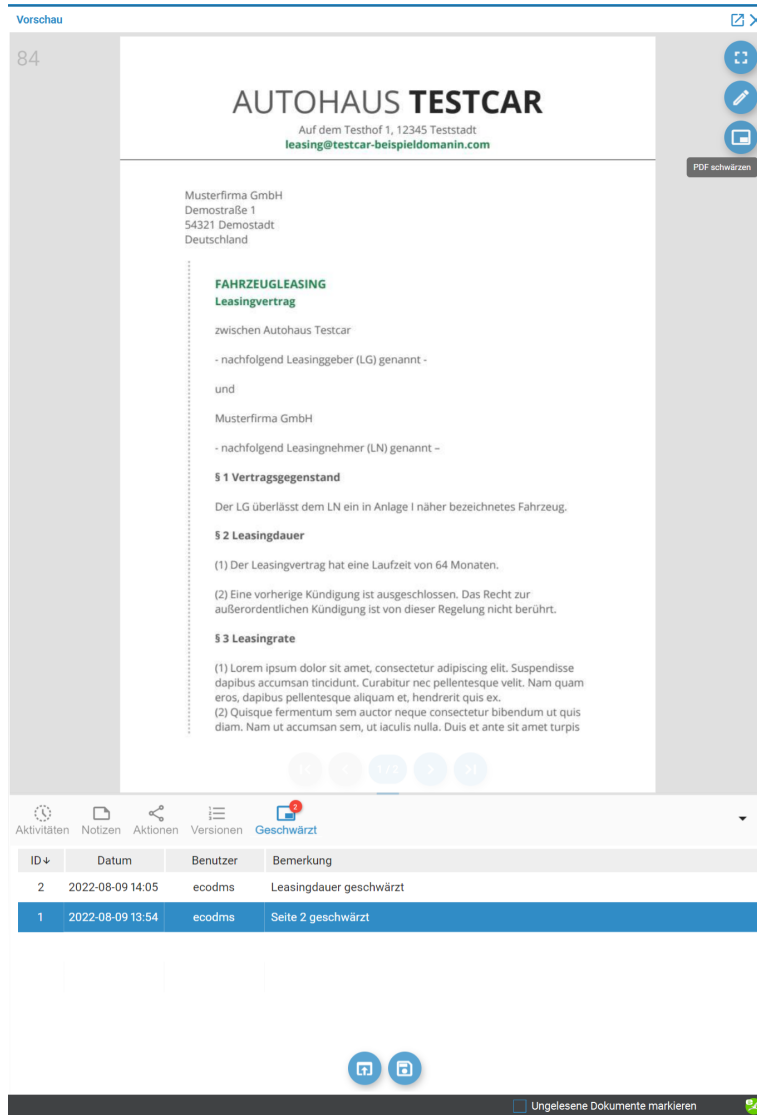 Vorschau
84
AUTOHAUS TESTCAR
Auf dem Testhof 1, 12345 Teststadt
leasing@testcar-beispieldomanin.com
PDF schwärzen
Musterfirma GmbH
Demostraße 1
54321 Demostadt
Deutschland
FAHRZEUGLEASING
Leasingvertrag
zwischen Autohaus Testcar
- nachfolgend Leasinggeber (LG) genannt -
und
Musterfirma GmbH
- nachfolgend Leasingnehmer (LN) genannt –
§ 1 Vertragsgegenstand
Der LG überlässt dem LN ein in Anlage I näher bezeichnetes Fahrzeug.
§ 2 Leasingdauer
(1) Der Leasingvertrag hat eine Laufzeit von 64 Monaten.
(2) Eine vorherige Kündigung ist ausgeschlossen. Das Recht zur
außerordentlichen Kündigung ist von dieser Regelung nicht berührt.
§ 3 Leasingrate
(1) Lorem ipsum dolor sit amet, consectetur adipiscing elit. Suspendisse
dapibus accumsan tincidunt. Curabitur nec pellentesque velit. Nam quam
eros, dapibus pellentesque aliquam et, hendrerit quis ex.
(2) Quisque fermentum sem auctor neque consectetur bibendum ut quis
diam. Nam ut accumsan sem, ut iaculis nulla. Duis et ante sit amet turpis
2
Aktivitäten Notizen Aktionen Versionen Geschwärzt
ID Datum Benutzer Bemerkung
2 2022-08-09 14:05 ecodms Leasingdauer geschwärzt
1 2022-08-09 13:54 ecodms Seite 2 geschwärzt
Ungelesene Dokumente markieren